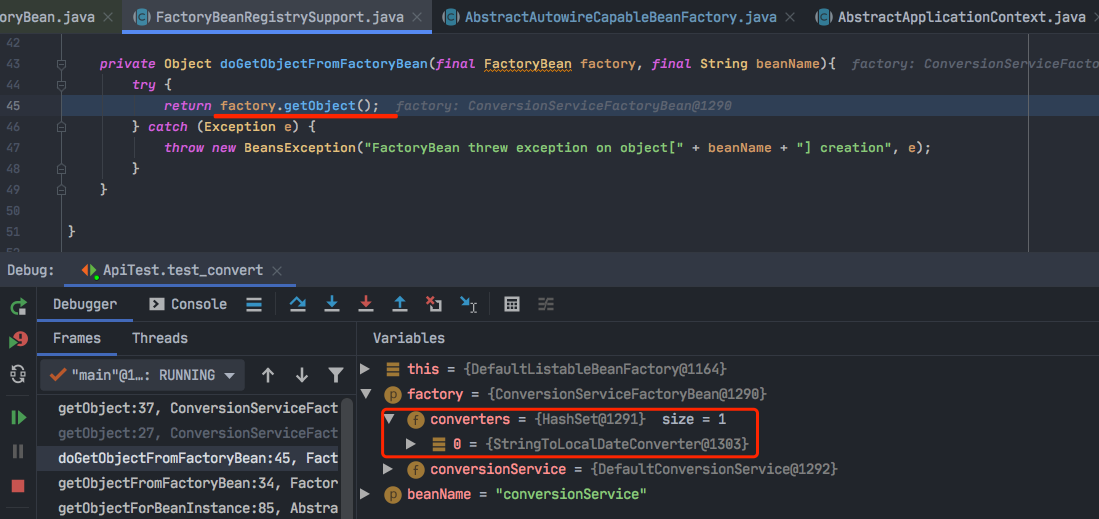 oryBean.java
FactoryBeanRegistrySupport.java
AbstractAutowireCapableBeanFactory.java
AbstractApplicationContext.java
42
43 private Object doGetObjectFromFactoryBean(final FactoryBean factory, final String beanName){ factory: ConversionServiceFacto
44 try {
45 return factory.getObject(); factory: ConversionServiceFactoryBean@1290
46 } catch (Exception e) {
47 throw new BeansException("FactoryBean threw exception on object[" + beanName + "] creation", e);
48 }
49 }
50
51 }
Debug: ApiTest.test_convert
Debugger Console
Frames Threads
"main"@1...: RUNNING
getObject:37, ConversionServiceFact
getObject:27, ConversionServiceFact
doGetObjectFromFactoryBean:45, Fact
getObjectFromFactoryBean:34, Factor
getObjectForBeanInstance:85, Abstra
Variables
this = {DefaultListableBeanFactory@1164}
p factory = {ConversionServiceFactoryBean@1290}
f converters = {HashSet@1291} size = 1
0 = {StringToLocalDateConverter@1303}
f conversionService = {DefaultConversionService@1292}
p beanName = "conversionService"